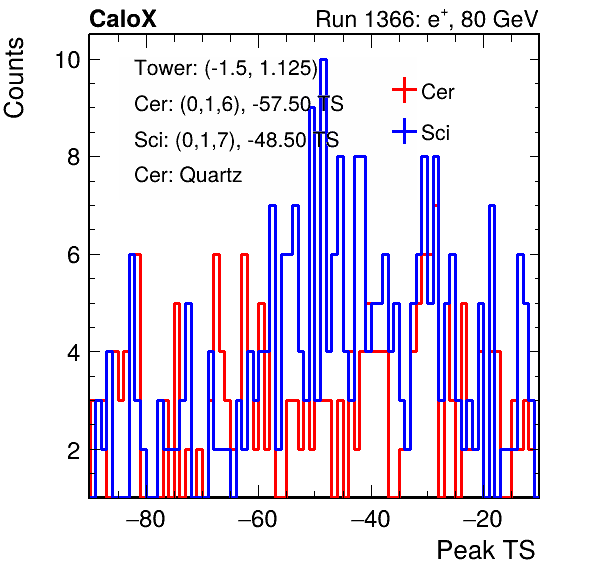 CaloX Run 1366: e⁺, 80 GeV
Counts
10
8
6
4
2
Tower: (-1.5, 1.125)
Cer: (0,1,6), -57.50 TS
Sci: (0,1,7), -48.50 TS
Cer: Quartz
Cer
Sci
−80 −60 −40 −20
Peak TS